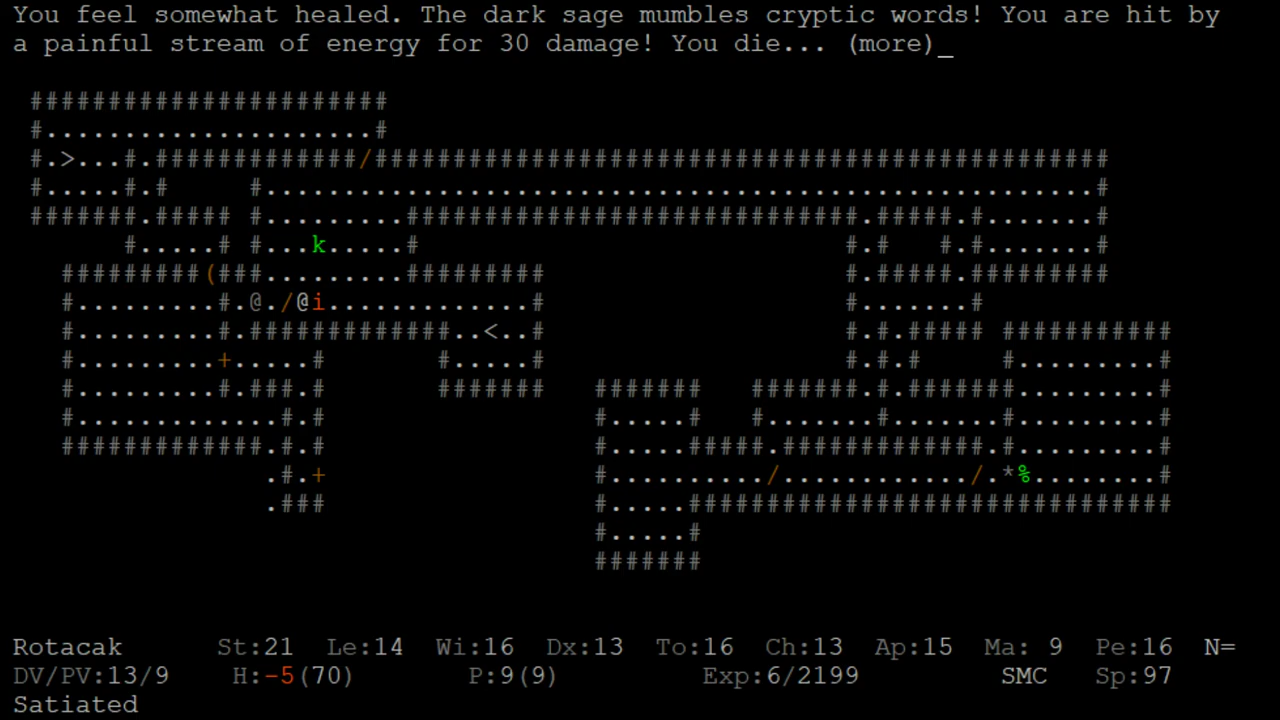 You feel somewhat healed. The dark sage mumbles cryptic words! You are hit by
a painful stream of energy for 30 damage! You die... (more)_
 #######################
 #.....................#
 #.>...#.#############/###############################################
 #.....#.#     #.....................................................#
 #######.##### #.........#############################.#####.#.......#
       #.....# #...k.....#                           #.#   #.#.......#
   #########(###.........#########                   #.#####.#########
   #.........#.@./@i.............#                   #.......#
   #.........#.#############..<..#                   #.#.##### ###########
   #.........+.....#       #.....#                   #.#.#     #.........#
   #.........#.###.#       #######   #######   #######.#.#######.........#
   #.............#.#                 #.....#   #.......#.......#.........#
   #############.#.#                 #.....#####.#############.#.........#
                .#.+                 #........../............/.*%........#
                .###                 #.....###############################
                                     #.....#
                                     #######
Rotacak      St:21  Le:14  Wi:16  Dx:13  To:16  Ch:13  Ap:15  Ma: 9  Pe:16  N=
DV/PV:13/9    H:-5(70)       P:9(9)         Exp:6/2199         SMC   Sp:97
Satiated